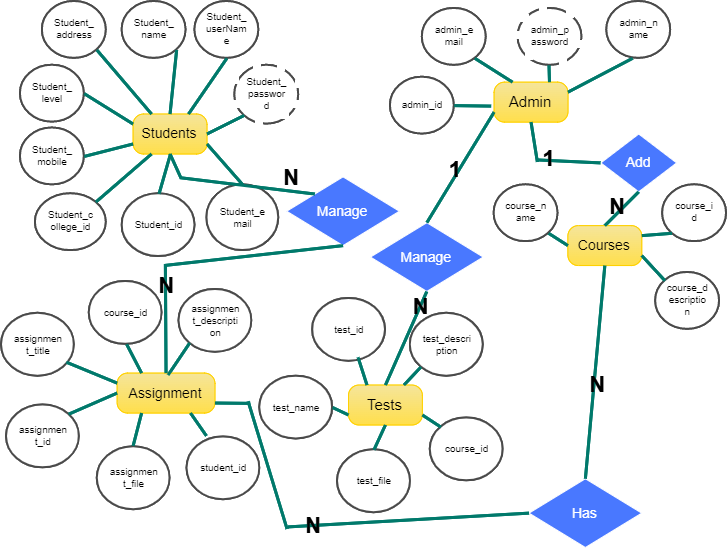 Student_
address
Student_
name
Student_
userNam
e
Student_
level
Student_
passwor
d
Students
Student_
mobile
Student_c
ollege_id
Student_id
Student_e
mail
admin_e
mail
admin_p
assword
admin_n
ame
admin_id
Admin
1
1
Add
N
Manage
N
course_n
ame
course_i
d
Courses
course_d
escriptio
n
Manage
N
N
course_id
assignmen
t_descripti
on
assignmen
t_title
Assignment
assignmen
t_id
assignmen
t_file
student_id
test_id
test_descri
ption
test_name
Tests
course_id
test_file
N
N
Has